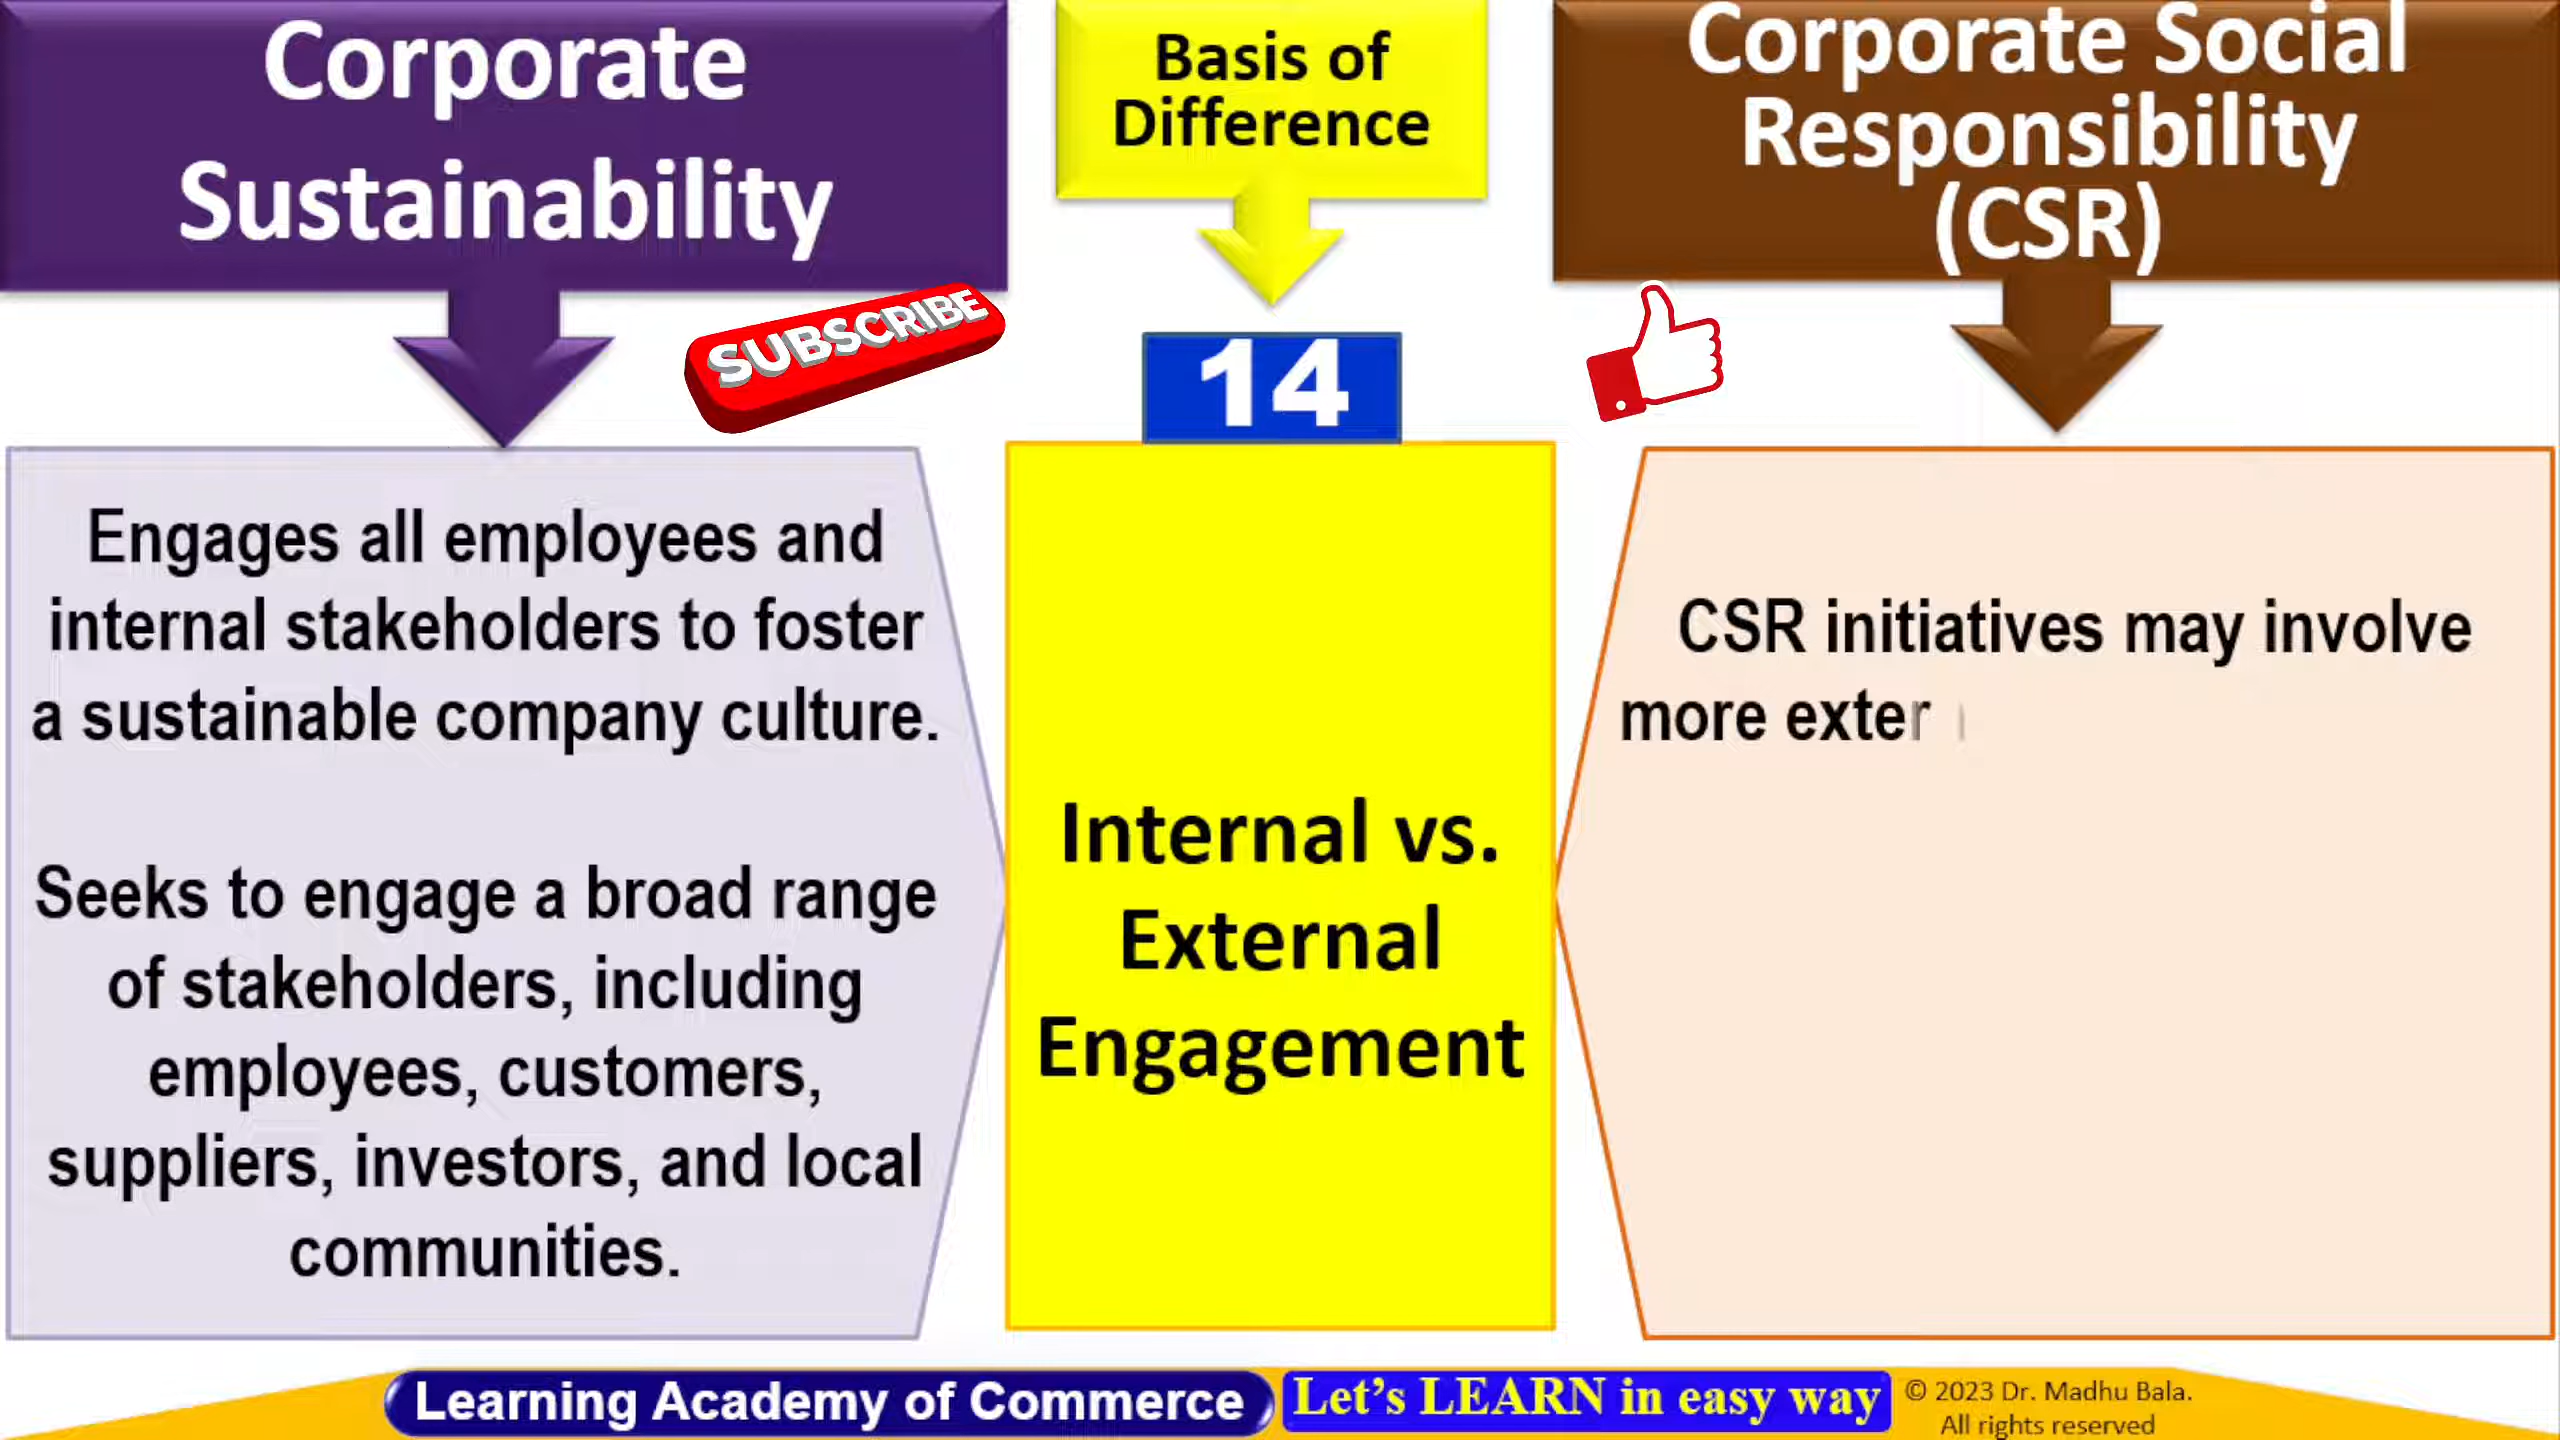 Corporate
Sustainability
Basis of
Difference
Corporate Social
Responsibility
(CSR)
SUBSCRIBE
14
Engages all employees and
internal stakeholders to foster
a sustainable company culture.
Seeks to engage a broad range
of stakeholders, including
employees, customers,
suppliers, investors, and local
communities.
Internal vs.
External
Engagement
CSR initiatives may involve
more exter
Learning Academy of Commerce
Let's LEARN in easy way
© 2023 Dr. Madhu Bala.
All rights reserved